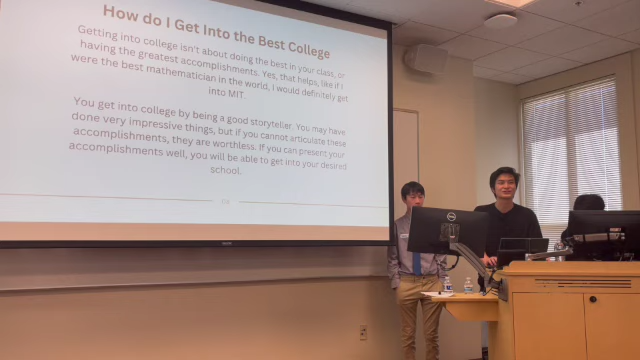 How do I Get Into the Best College
Getting into college isn't about doing the best in your class, or
having the greatest accomplishments. Yes, that helps, like if I
were the best mathematician in the world, I would definitely get
into MIT.
You get into college by being a good storyteller. You may have
done very impressive things, but if you cannot articulate these
accomplishments, they are worthless. If you can present your
accomplishments well, you will be able to get into your desired
school.
DELL